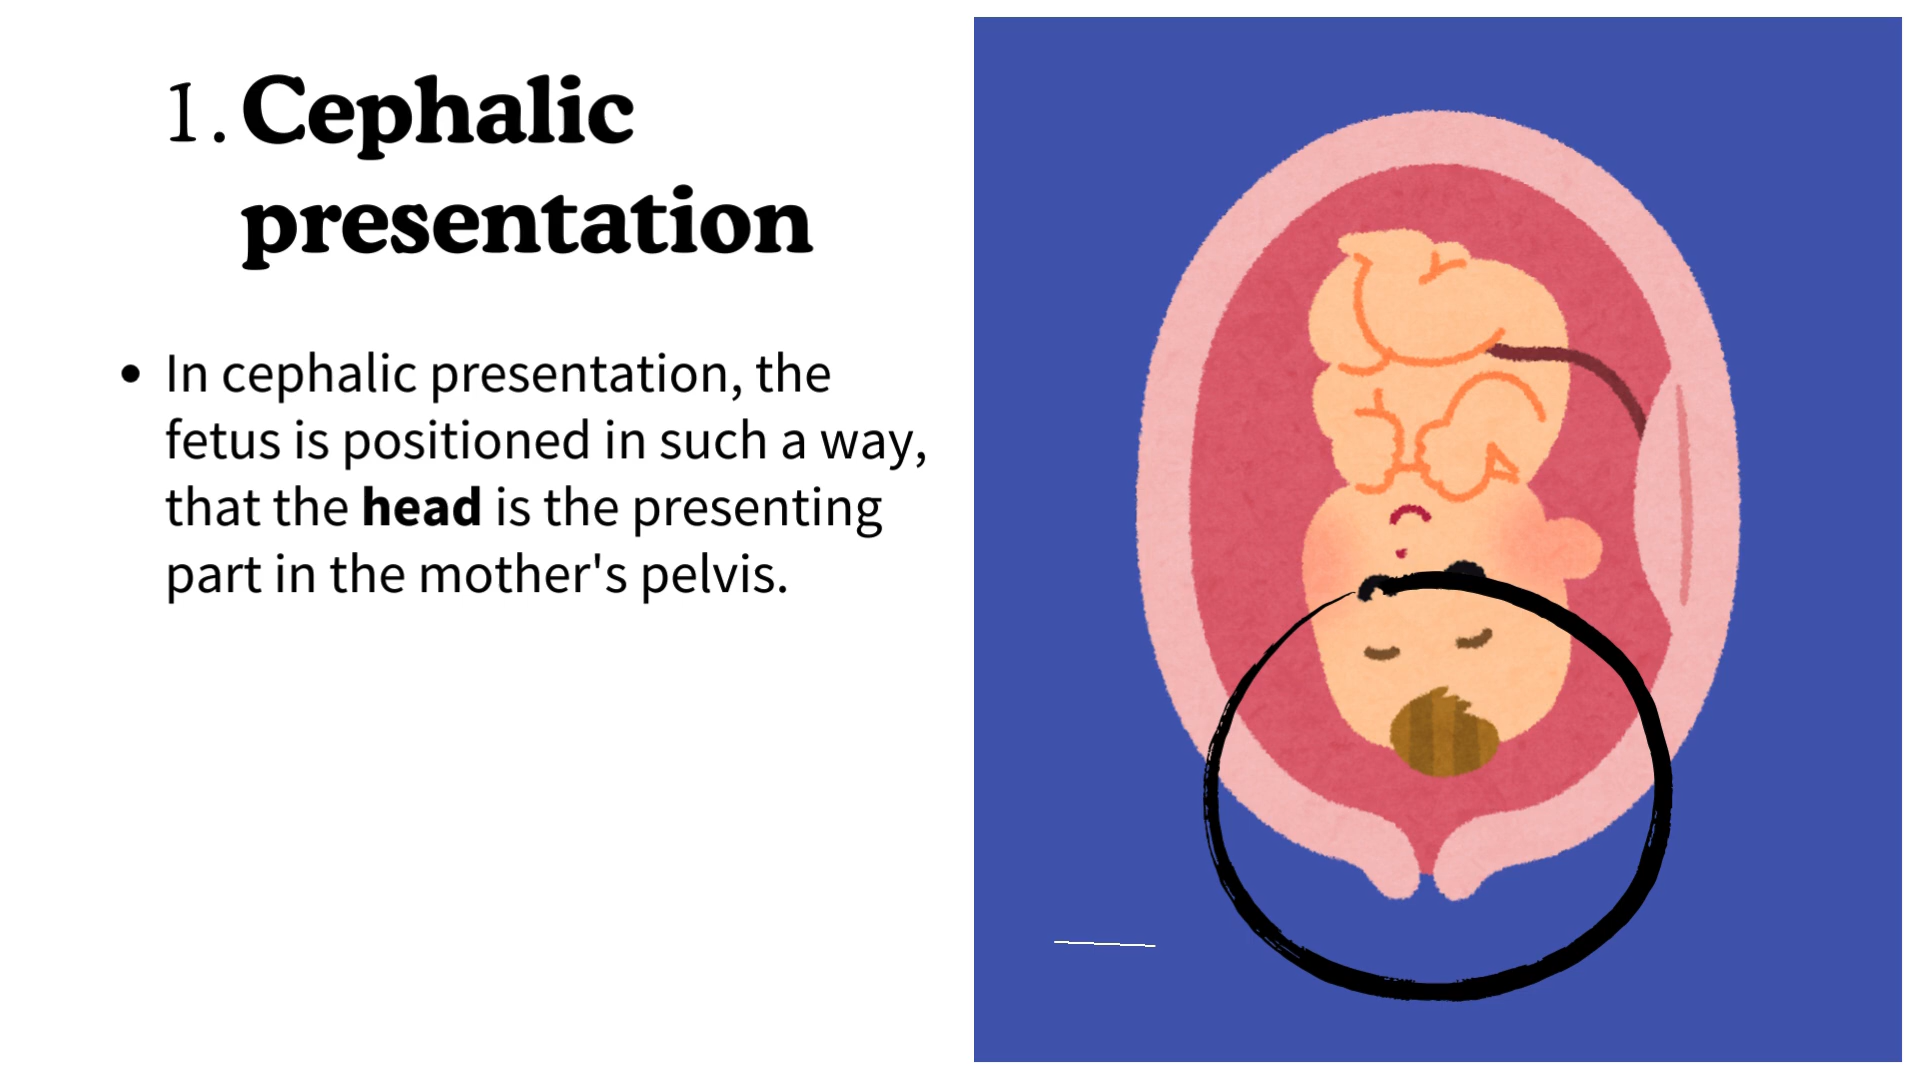 1. Cephalic
presentation
• In cephalic presentation, the
fetus is positioned in such a way,
that the head is the presenting
part in the mother's pelvis.